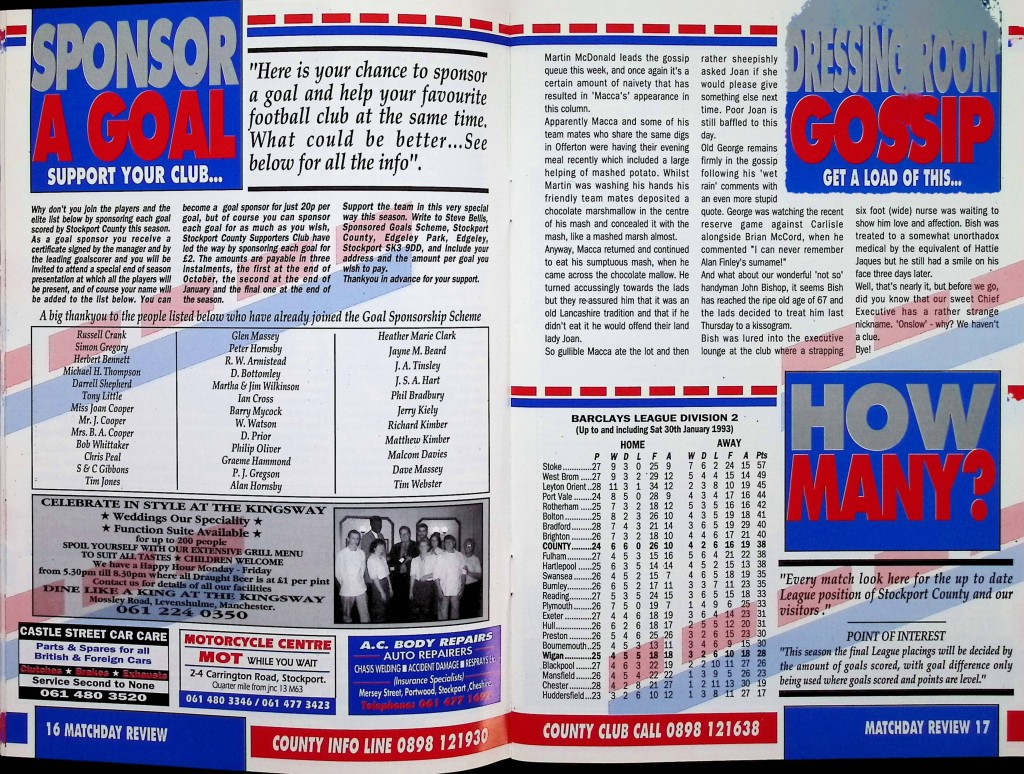 SPONSOR
A GOAL
SUPPORT YOUR CLUB...
"Here is your chance to sponsor
a goal and help your favourite
football club at the same time.
What could be better...See
below for all the info".
Why don't you join the players and the
elite list below by sponsoring each goal
scored by Stockport County this season.
As a goal sponsor you receive a
certificate signed by the manager and by
the leading goalscorer and you will be
invited to attend a special end of season
presentation at which all the players will
be present, and of course your name will
be added to the list below. You can
become a goal sponsor for just 20p per
goal, but of course you can sponsor
each goal for as much as you wish,
Stockport County Supporters Club have
led the way by sponsoring each goal for
£2. The amounts are payable in three
instalments, the first at the end of
October, the second at the end of
January and the final one at the end of
the season.
Support the team in this very special
way this season. Write to Steve Bellis,
Sponsored Goals Scheme, Stockport
County, Edgeley Park, Edgeley,
Stockport SK3 9DD, and include your
address and the amount per goal you
wish to pay.
Thankyou in advance for your support.
A big thankyou to the people listed below who have already joined the Goal Sponsorship Scheme
Russell Crank
Simon Gregory
Herbert Bennett
Michael H. Thompson
Darrell Shepherd
Tony Little
Miss Joan Cooper
Mr. J. Cooper
Mrs. B. A. Cooper
Bob Whittaker
Chris Peal
S & C Gibbons
Tim Jones
Glen Massey
Peter Hornsby
R. W. Armistead
D. Bottomley
Martha & Jim Wilkinson
Ian Cross
Barry Mycock
W. Watson
D. Prior
Philip Oliver
Graeme Hammond
P. J. Gregson
Alan Hornsby
Heather Marie Clark
Jayne M. Beard
J. A. Tinsley
J. S. A. Hart
Phil Bradbury
Jerry Kiely
Richard Kimber
Matthew Kimber
Malcom Davies
Dave Massey
Tim Webster
CELEBRATE IN STYLE AT THE KINGSWAY
★ Weddings Our Speciality ★
★ Function Suite Available ★
for up to 200 people
SPOIL YOURSELF WITH OUR EXTENSIVE GRILL MENU
TO SUIT ALL TASTES ★ CHILDREN WELCOME
We have a Happy Hour Monday - Friday
from 5.30pm till 8.30pm where all Draught Beer is at £1 per pint
Contact us for details of all our facilities
DINE LIKE A KING AT THE KINGSWAY
Mossley Road, Levenshulme, Manchester.
061 224 0350
CASTLE STREET CAR CARE
Parts & Spares for all
British & Foreign Cars
Clutches ★ Brakes ★ Exhausts
Service Second to None
061 480 3520
MOTORCYCLE CENTRE
MOT WHILE YOU WAIT
2-4 Carrington Road, Stockport.
Quarter mile from jnc 13 M63
061 480 3346 / 061 477 3423
A.C. BODY REPAIRS
AUTO REPAIRERS
CHASSIS WELDING ■ ACCIDENT DAMAGE ■ RESPRAYS Etc.
(Insurance Specialists)
Mersey Street, Portwood, Stockport, Cheshire.
Telephone: 061 477
16 MATCHDAY REVIEW
COUNTY INFO LINE 0898 121930
Martin McDonald leads the gossip
queue this week, and once again it's a
certain amount of naivety that has
resulted in 'Macca's' appearance in
this column.
Apparently Macca and some of his
team mates who share the same digs
in Offerton were having their evening
meal recently which included a large
helping of mashed potato. Whilst
Martin was washing his hands his
friendly team mates deposited a
chocolate marshmallow in the centre
of his mash and concealed it with the
mash, like a mashed marsh almost.
Anyway, Macca returned and continued
to eat his sumptuous mash, when he
came across the chocolate mallow. He
turned accussingly towards the lads
but they re-assured him that it was an
old Lancashire tradition and that if he
didn't eat it he would offend their land
lady Joan.
So gullible Macca ate the lot and then
rather sheepishly
asked Joan if she
would please give
something else next
time. Poor Joan is
still baffled to this
day.
Old George remains
firmly in the gossip
following his 'wet
rain' comments with
an even more stupid
quote. George was watching the recent
reserve game against Carlisle
alongside Brian McCord, when he
commented "I can never remember
Alan Finley's surname!"
And what about our wonderful 'not so'
handyman John Bishop, it seems Bish
has reached the ripe old age of 67 and
the lads decided to treat him last
Thursday to a kissogram.
Bish was lured into the executive
lounge at the club where a strapping
DRESSING ROOM
GOSSIP
GET A LOAD OF THIS...
six foot (wide) nurse was waiting to
show him love and affection. Bish was
treated to a somewhat unorthodox
medical by the equivalent of Hattie
Jaques but he still had a smile on his
face three days later.
Well, that's nearly it, but before we go,
did you know that our sweet Chief
Executive has a rather strange
nickname. 'Onslow' - why? We haven't
a clue.
Bye!
BARCLAYS LEAGUE DIVISION 2
(Up to and including Sat 30th January 1993)
HOME AWAY
P W D L F A W D L F A Pts
Stoke............27 9 3 0 25 9 7 6 2 24 15 57
West Brom......27 9 3 2 29 12 5 4 4 15 14 49
Leyton Orient..28 11 3 1 34 12 2 3 8 10 19 45
Port Vale........24 8 5 0 28 9 4 3 4 17 16 44
Rotherham......25 7 3 2 18 12 5 3 5 16 16 42
Bolton...........25 8 2 3 26 10 4 3 5 19 18 41
Bradford........28 7 4 3 21 14 3 6 5 19 29 40
Brighton........26 7 3 2 18 10 4 4 6 17 21 40
COUNTY........24 6 6 0 26 10 4 2 6 16 19 38
Fulham..........27 4 5 3 15 16 5 6 4 21 22 38
Hartlepool......25 6 3 5 14 13 4 3 4 15 14 36
Swansea........26 4 5 2 15 7 4 6 5 18 19 35
Burnley.........26 6 5 2 17 11 3 3 7 11 23 35
Reading.........27 5 3 5 24 15 3 6 5 15 18 33
Plymouth.......26 7 5 0 19 7 1 4 9 6 25 33
Exeter...........27 4 4 6 18 19 3 6 4 14 23 31
Hull..............26 6 2 6 18 17 2 5 5 12 20 31
Preston.........26 5 4 6 25 26 3 2 6 15 23 30
Bournemouth..25 4 5 3 13 11 3 4 6 9 15 30
Wigan...........25 4 5 5 18 15 3 2 6 10 18 28
Blackpool.......27 4 6 3 22 19 2 2 10 11 27 26
Mansfield.......26 4 5 4 22 22 1 3 9 5 26 23
Chester.........28 4 2 8 21 27 1 2 11 13 30 19
Huddersfield...23 3 2 6 10 12 1 3 8 11 27 17
HOW
MANY?
"Every match look here for the up to date
League position of Stockport County and our
visitors ."
POINT OF INTEREST
"This season the final League placings will be decided by
the amount of goals scored, with goal difference only
being used where goals scored and points are level."
COUNTY CLUB CALL 0898 121638
MATCHDAY REVIEW 17